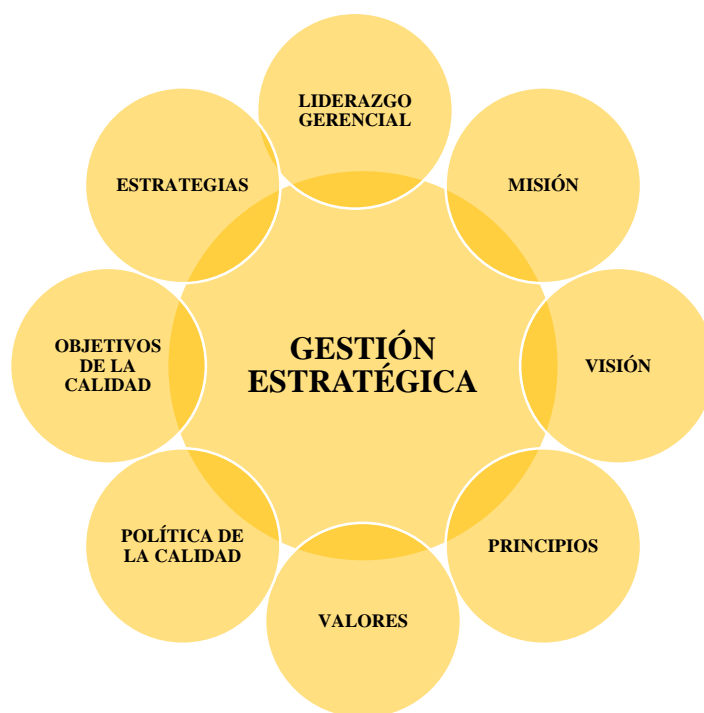 LIDERAZGO
GERENCIAL
MISIÓN
VISIÓN
PRINCIPIOS
VALORES
POLÍTICA DE
LA CALIDAD
OBJETIVOS
DE LA
CALIDAD
ESTRATEGIAS
GESTIÓN
ESTRATÉGICA